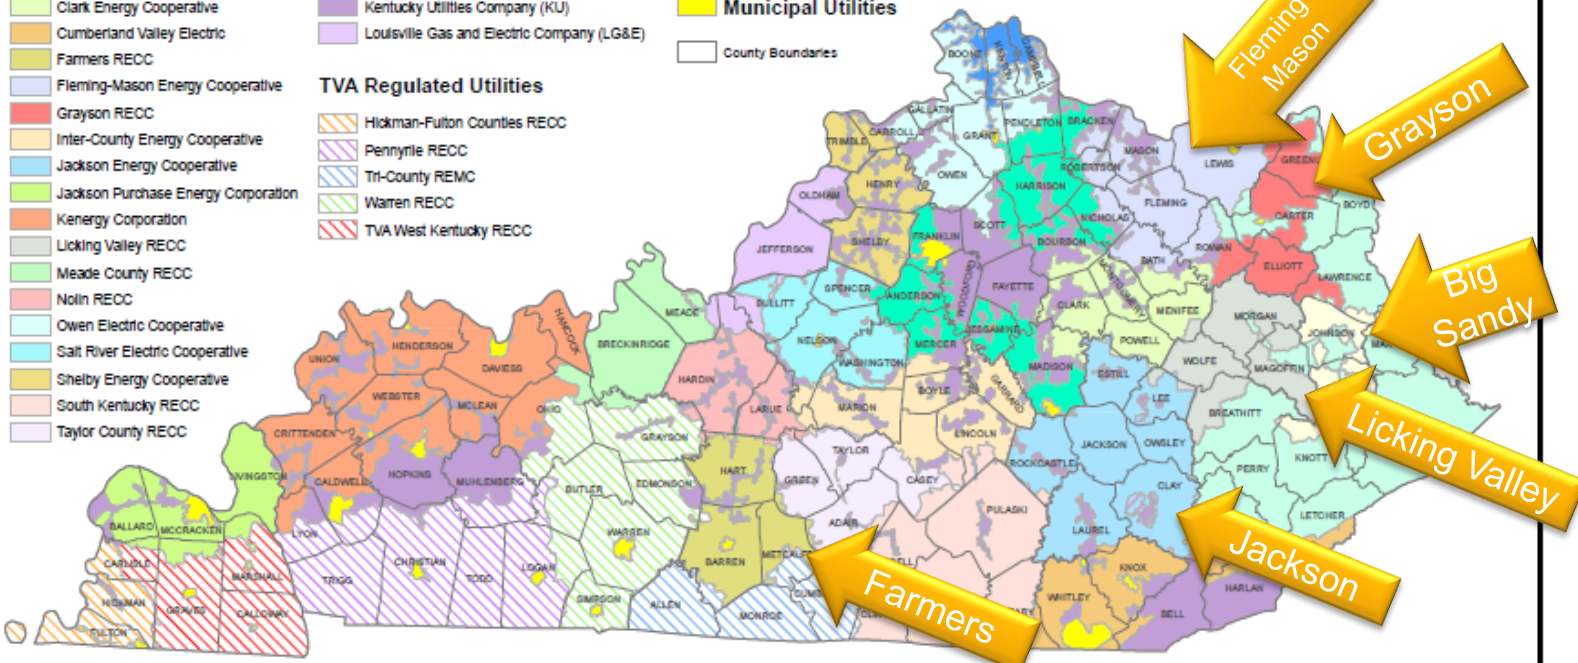 Clark Energy Cooperative
Cumberland Valley Electric
Farmers RECC
Fleming-Mason Energy Cooperative
Grayson RECC
Inter-County Energy Cooperative
Jackson Energy Cooperative
Jackson Purchase Energy Corporation
Kenergy Corporation
Licking Valley RECC
Meade County RECC
Nolin RECC
Owen Electric Cooperative
Salt River Electric Cooperative
Shelby Energy Cooperative
South Kentucky RECC
Taylor County RECC
Kentucky Utilities Company (KU)
Louisville Gas and Electric Company (LG&E)
TVA Regulated Utilities
Hickman-Fulton Counties RECC
Pennyrile RECC
Tri-County REMC
Warren RECC
TVA West Kentucky RECC
Municipal Utilities
County Boundaries
Fleming
Mason
Grayson
Big
Sandy
Licking Valley
Jackson
Farmers
BOONE
GALLATIN
CARROLL
GRANT
PENDLETON
BRACKEN
TRIMBLE
MASON
ROBERTSON
LEWIS
OWEN
HENRY
HARRISON
OLDHAM
FLEMING
CARTER
BOYD
NICHOLAS
SCOTT
FRANKLIN
SHELBY
JEFFERSON
BOURBON
ROWAN
BATH
ELLIOTT
LAWRENCE
SPENCER
BULLITT
ANDERSON
WOODFORD
FAYETTE
CLARK
MENIFEE
MORGAN
JOHNSON
MEADE
HANCOCK
BRECKINRIDGE
NELSON
WASHINGTON
MERCER
JESSAMINE
MADISON
POWELL
ESTILL
WOLFE
MAGOFFIN
UNION
HENDERSON
DAVIESS
HARDIN
LARUE
MARION
BOYLE
GARRARD
LEE
BREATHITT
WEBSTER
MCLEAN
OHIO
CRITTENDEN
GRAYSON
LINCOLN
JACKSON
OWSLEY
KNOTT
PERRY
LIVINGSTON
CALDWELL
HOPKINS
MUHLENBERG
BUTLER
EDMONSON
HART
GREEN
TAYLOR
CASEY
ROCKCASTLE
CLAY
PULASKI
LAUREL
LETCHER
BALLARD
MCCRACKEN
LYON
WARREN
ADAIR
BARREN
KNOX
CARLISLE
MARSHALL
TRIGG
CHRISTIAN
TODD
LOGAN
SIMPSON
ALLEN
MONROE
WHITLEY
BELL
HARLAN
HICKMAN
GRAVES
CALLOWAY
FULTON